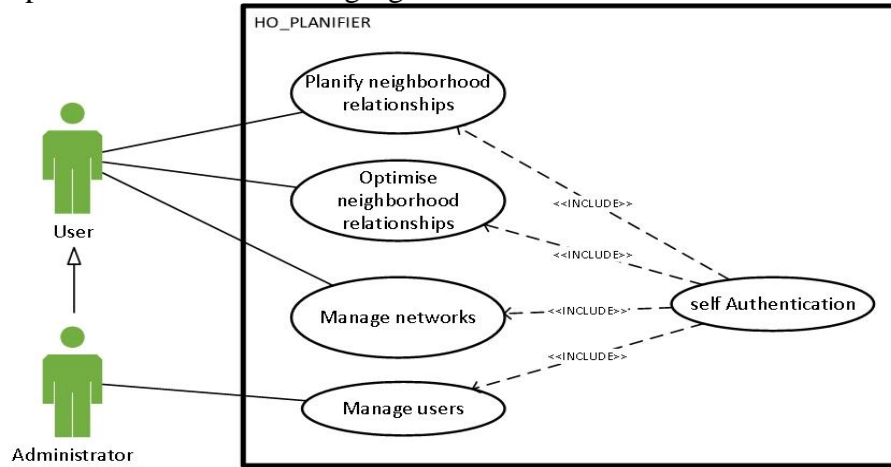 HO_PLANIFIER
Planify neighborhood
relationships
Optimise
neighborhood
relationships
<<INCLUDE>>
User
<<INCLUDE>>
self Authentication
Manage networks
<<INCLUDE>>
<<INCLUDE>>
Manage users
Administrator